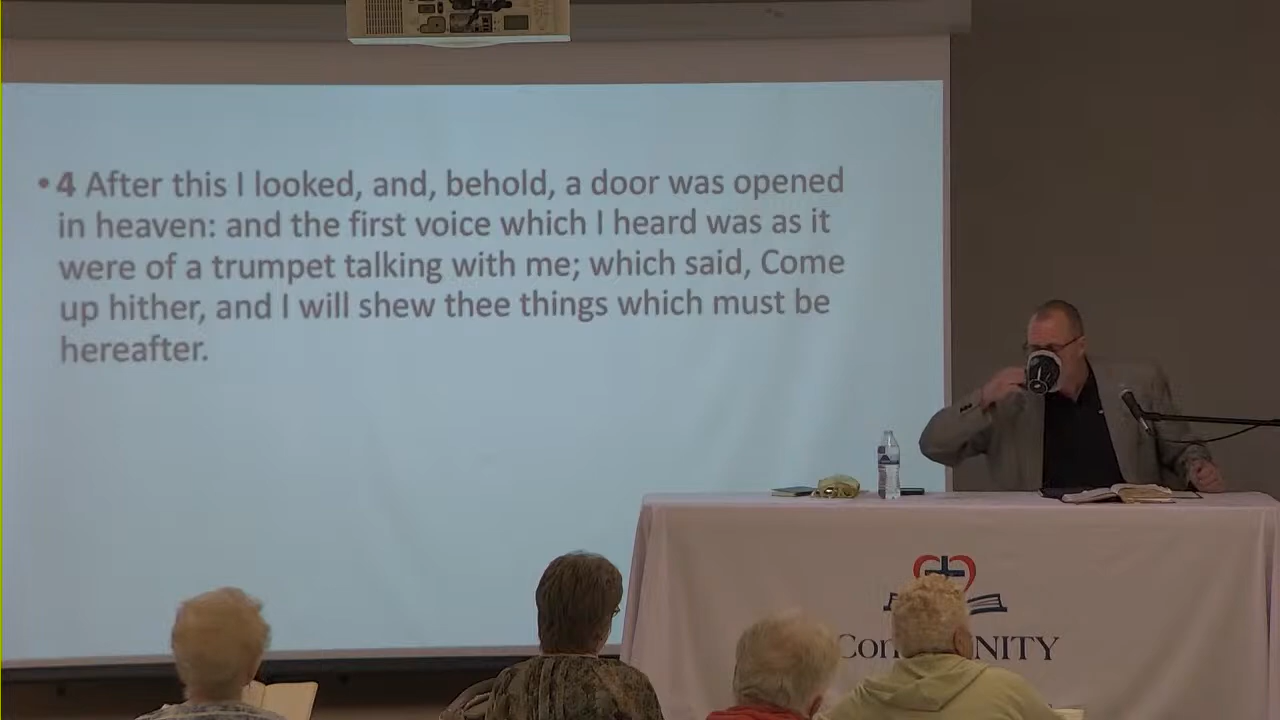 • 4 After this I looked, and, behold, a door was opened
in heaven: and the first voice which I heard was as it
were of a trumpet talking with me; which said, Come
up hither, and I will shew thee things which must be
hereafter.